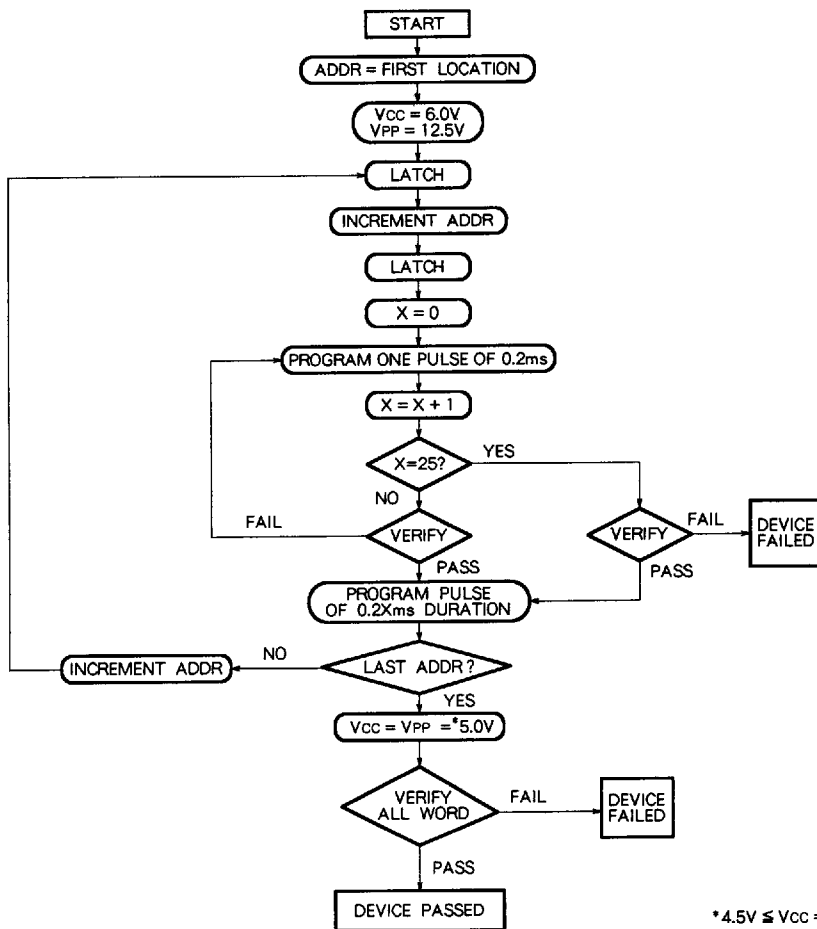 START
ADDR = FIRST LOCATION
VCC = 6.0V
VPP = 12.5V
LATCH
INCREMENT ADDR
LATCH
X = 0
PROGRAM ONE PULSE OF 0.2ms
X = X + 1
X=25?
YES
NO
FAIL
VERIFY
PASS
VERIFY
FAIL
PASS
DEVICE
FAILED
PROGRAM PULSE
OF 0.2Xms DURATION
LAST ADDR?
NO
INCREMENT ADDR
YES
VCC = VPP = *5.0V
VERIFY
ALL WORD
FAIL
DEVICE
FAILED
PASS
DEVICE PASSED
*4.5V ≦ VCC =